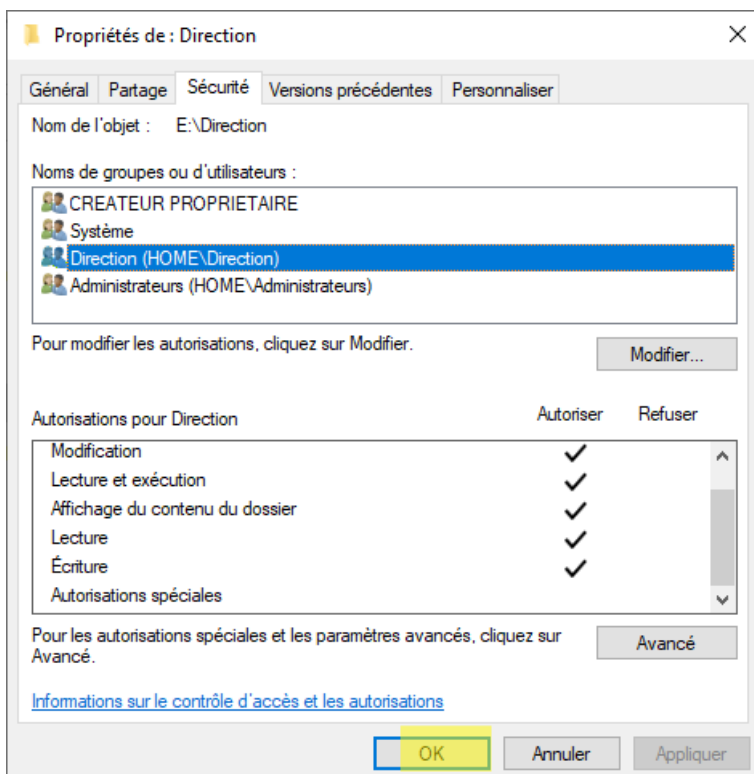 Propriétés de : Direction
Général Partage Sécurité Versions précédentes Personnaliser
Nom de l'objet : E:\Direction
Noms de groupes ou d'utilisateurs :
CREATEUR PROPRIETAIRE
Système
Direction (HOME\Direction)
Administrateurs (HOME\Administrateurs)
Pour modifier les autorisations, cliquez sur Modifier.
Modifier...
Autorisations pour Direction Autoriser Refuser
Modification
Lecture et exécution
Affichage du contenu du dossier
Lecture
Écriture
Autorisations spéciales
Pour les autorisations spéciales et les paramètres avancés, cliquez sur
Avancé.
Avancé
Informations sur le contrôle d'accès et les autorisations
OK Annuler Appliquer